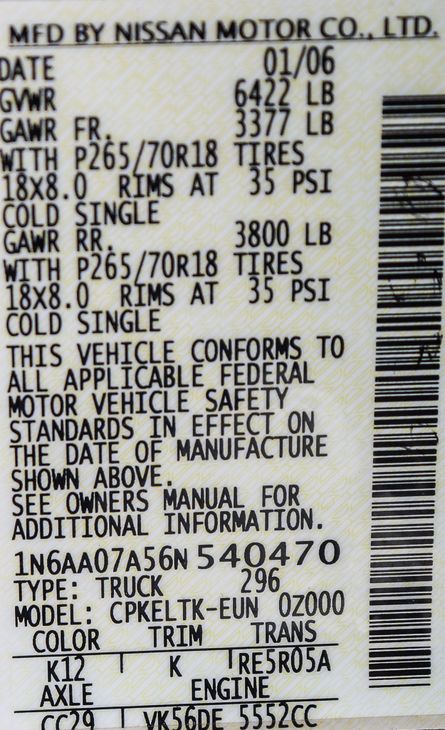 MFD BY NISSAN MOTOR CO., LTD.
DATE 01/06
GVWR 6422 LB
GAWR FR. 3377 LB
WITH P265/70R18 TIRES
18X8.0 RIMS AT 35 PSI
COLD SINGLE
GAWR RR. 3800 LB
WITH P265/70R18 TIRES
18X8.0 RIMS AT 35 PSI
COLD SINGLE
THIS VEHICLE CONFORMS TO
ALL APPLICABLE FEDERAL
MOTOR VEHICLE SAFETY
STANDARDS IN EFFECT ON
THE DATE OF MANUFACTURE
SHOWN ABOVE.
SEE OWNERS MANUAL FOR
ADDITIONAL INFORMATION.
1N6AA07A56N 540470
TYPE: TRUCK 296
MODEL: CPKELTK-EUN 0Z000
COLOR TRIM TRANS
K12 K RE5R05A
AXLE ENGINE
CC29 VK56DE 5552CC